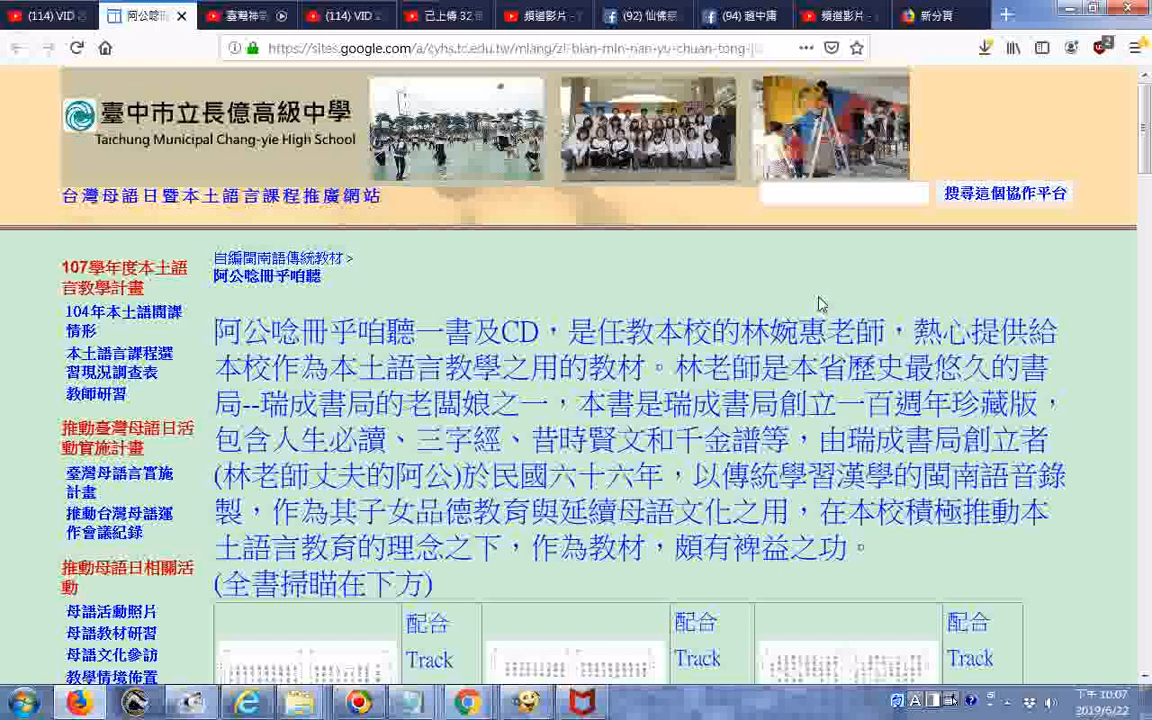 (114) VID
阿公唸
臺灣神
(114) VID
己上傳 32
頻道影片 -
(92) 仙佛
(94) 趙中庸
頻道影片 -
新分頁
https://sites.google.com/a/cyhs.tc.edu.tw/mlang/zi-bian-min-nan-yu-chuan-tong-j
2
臺中市立長億高級中學
Taichung Municipal Chang-yie High School
台灣母語日暨本土語言課程推廣網站
搜尋這個協作平台
107學年度本土語
言教學計畫
104年本土語開課
情形
本土語言課程選
習現況調查表
教師研習
推動臺灣母語日活
動實施計畫
臺灣母語言實施
計畫
推動台灣母語運
作會議紀錄
推動母語日相關活
動
母語活動照片
母語教材研習
母語文化參訪
教學情境佈置
自編閩南語傳統教材 >
阿公唸冊乎咱聽
阿公唸冊乎咱聽一書及CD，是任教本校的林婉惠老師，熱心提供給
本校作為本土語言教學之用的教材。林老師是本省歷史最悠久的書
局--瑞成書局的老闆娘之一，本書是瑞成書局創立一百週年珍藏版，
包含人生必讀、三字經、昔時賢文和千金譜等，由瑞成書局創立者
(林老師丈夫的阿公)於民國六十六年，以傳統學習漢學的閩南語音錄
製，作為其子女品德教育與延續母語文化之用，在本校積極推動本
土語言教育的理念之下，作為教材，頗有裨益之功。
(全書掃瞄在下方)
配合
Track
配合
Track
配合
Track
下午 10:07
2019/6/22